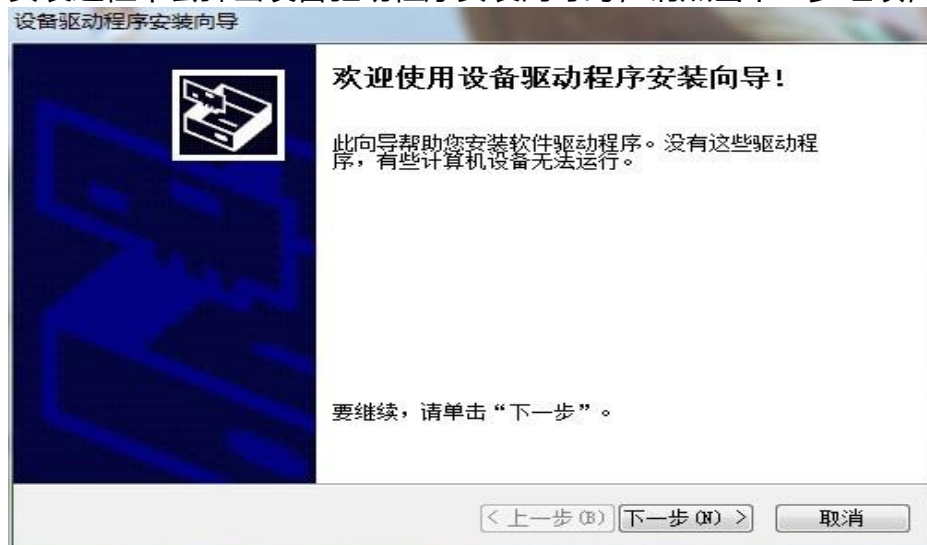 设备驱动程序安装向导
欢迎使用设备驱动程序安装向导!
此向导帮助您安装软件驱动程序。没有这些驱动程
序,有些计算机设备无法运行。
要继续,请单击“下一步”。
< 上一步(B) 下一步(N) > 取消